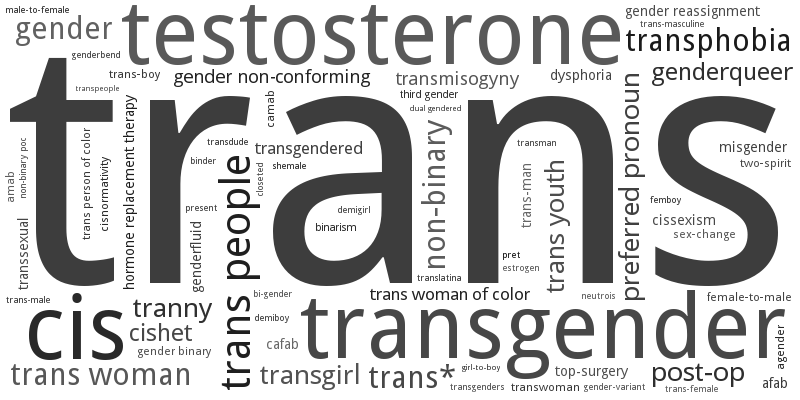 male-to-female
gender
testosterone
gender reassignment
trans-masculine
transphobia
genderbend
trans-boy
gender non-conforming
transmisogyny
dysphoria
genderqueer
transpeople
third gender
dual gendered
trans
camab
hormone replacement therapy
trans person of color
cisnormativity
non-binary poc
amab
transdude
transgendered
binder
closeted
shemale
trans people
non-binary
transman
trans-man
trans youth
preferred pronoun
misgender
two-spirit
femboy
cissexism
sex-change
present
demigirl
binarism
genderfluid
transsexual
pret
estrogen
translatina
trans-male
bi-gender
trans woman of color
neutrois
female-to-male
cis
tranny
cishet
gender binary
demiboy
cafab
transgender
agender
trans woman
transgirl
trans*
girl-to-boy
top-surgery
post-op
transgenders
transwoman
gender-variant
trans-female
afab